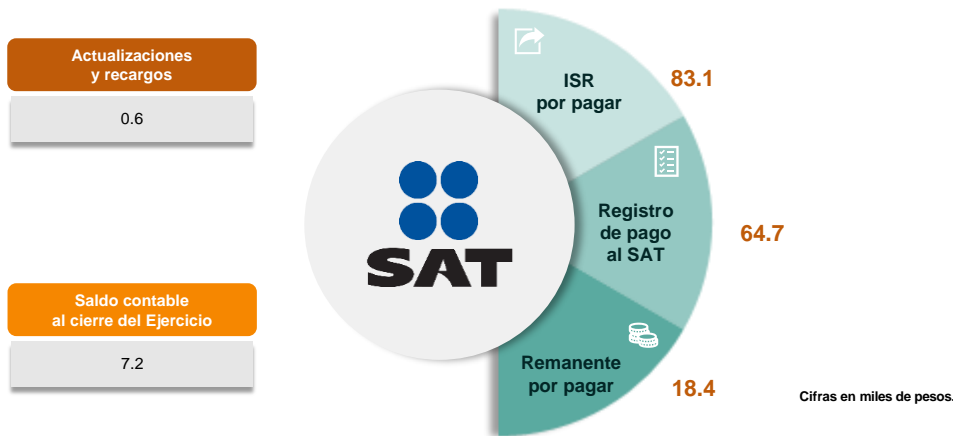 Actualizaciones
y recargos
0.6
Saldo contable
al cierre del Ejercicio
7.2
SAT
ISR
por pagar
83.1
Registro
de pago
al SAT
64.7
Remanente
por pagar
18.4
Cifras en miles de pesos.